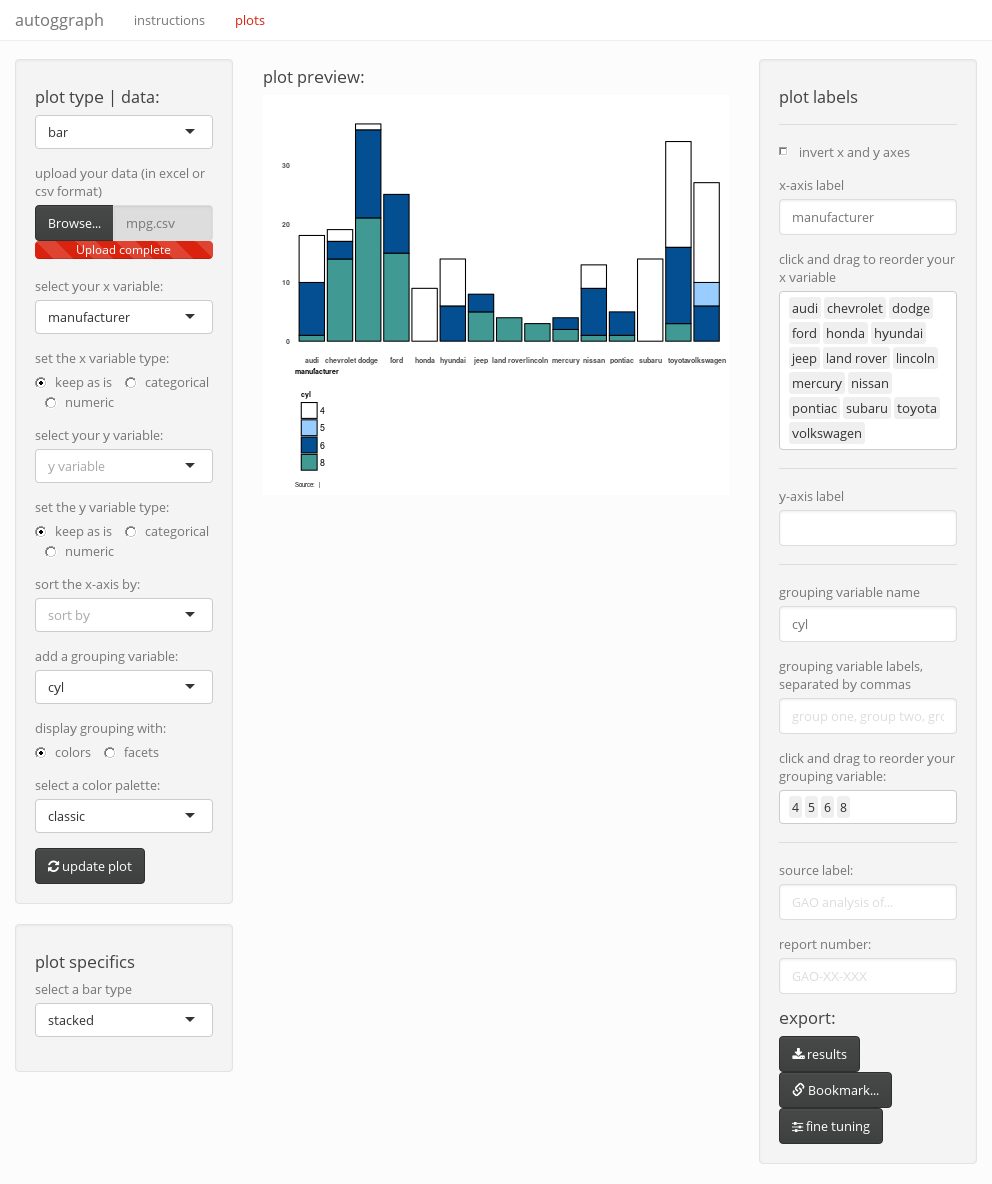 autoggraph instructions plots
plot type | data:
bar
upload your data (in excel or
csv format)
Browse... mpg.csv
Upload complete
select your x variable:
manufacturer
set the x variable type:
keep as is categorical
numeric
select your y variable:
y variable
set the y variable type:
keep as is categorical
numeric
sort the x-axis by:
sort by
add a grouping variable:
cyl
display grouping with:
colors facets
select a color palette:
classic
update plot
plot specifics
select a bar type
stacked
plot preview:
30
20
10
0
audi chevrolet dodge ford honda hyundai jeep land rover lincoln mercury nissan pontiac subaru toyota volkswagen
manufacturer
cyl
4
5
6
8
Source: |
plot labels
invert x and y axes
x-axis label
manufacturer
click and drag to reorder your
x variable
audi chevrolet dodge
ford honda hyundai
jeep land rover lincoln
mercury nissan
pontiac subaru toyota
volkswagen
y-axis label
grouping variable name
cyl
grouping variable labels,
separated by commas
group one, group two, gro
click and drag to reorder your
grouping variable:
4 5 6 8
source label:
GAO analysis of...
report number:
GAO-XX-XXX
export:
results
Bookmark...
fine tuning